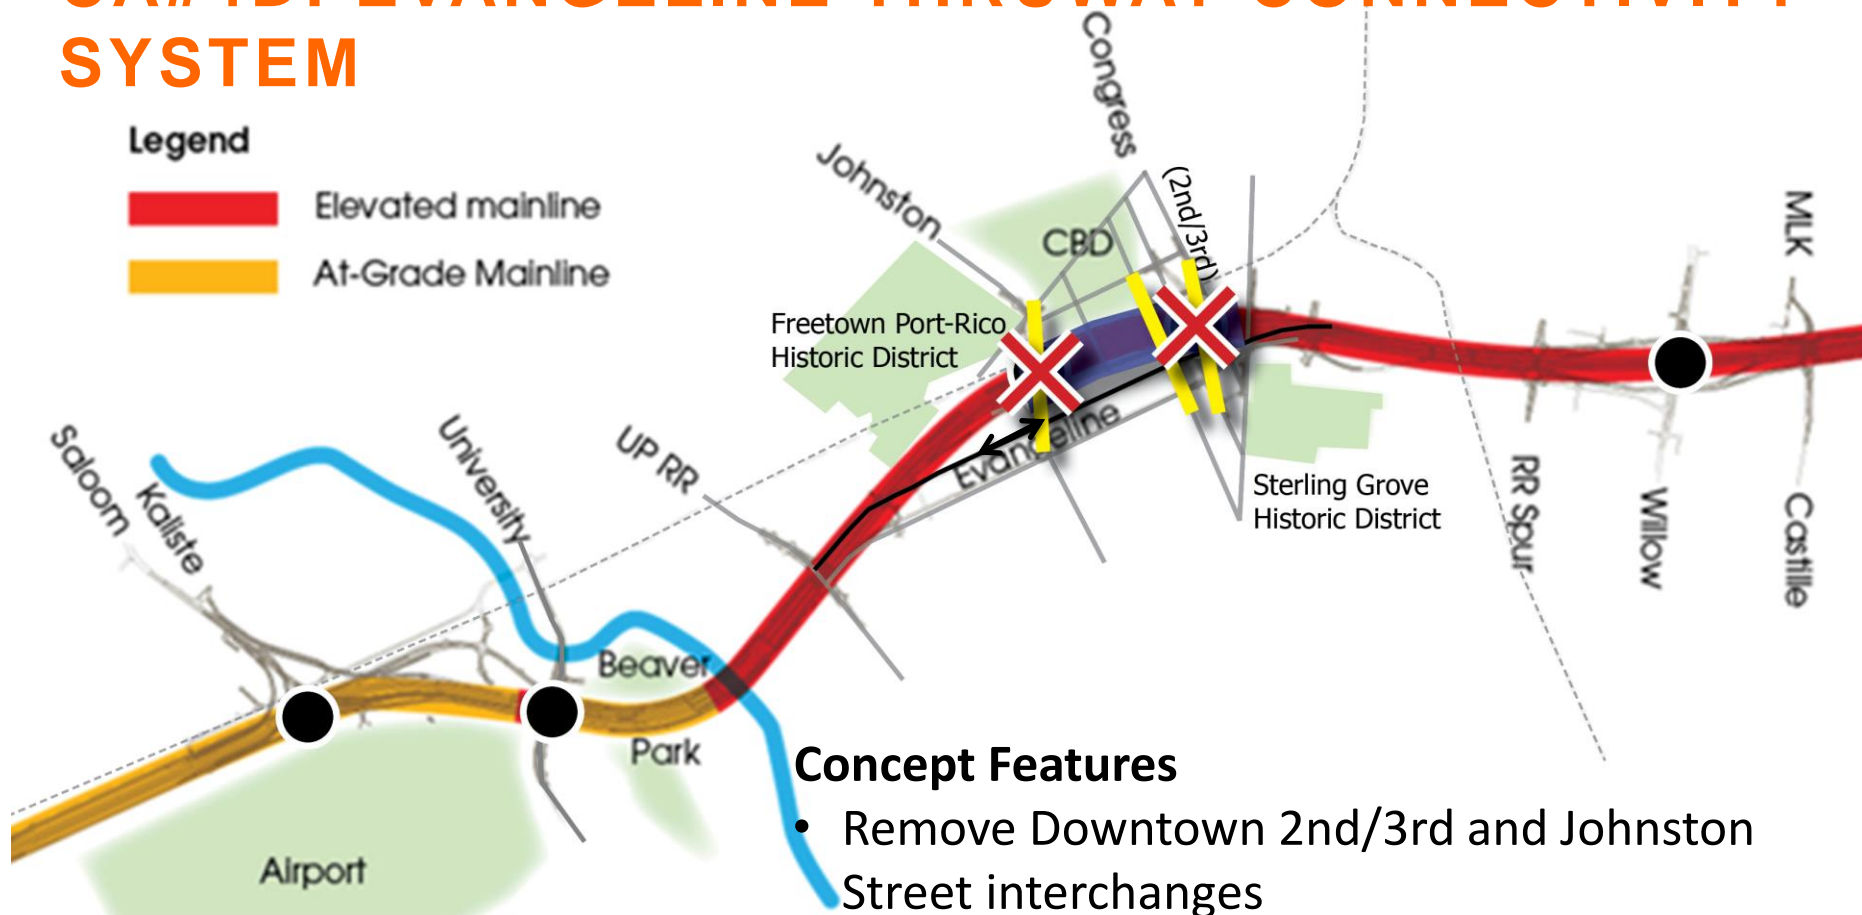 SYSTEM
Legend
Elevated mainline
At-Grade Mainline
Congress
Johnston
(2nd/3rd)
CBD
MLK
Freetown Port-Rico
Historic District
Evangeline
Saloom
Kaliste
University
UP RR
Sterling Grove
Historic District
RR Spur
Willow
Castille
Beaver
Park
Airport
Concept Features
• Remove Downtown 2nd/3rd and Johnston
Street interchanges